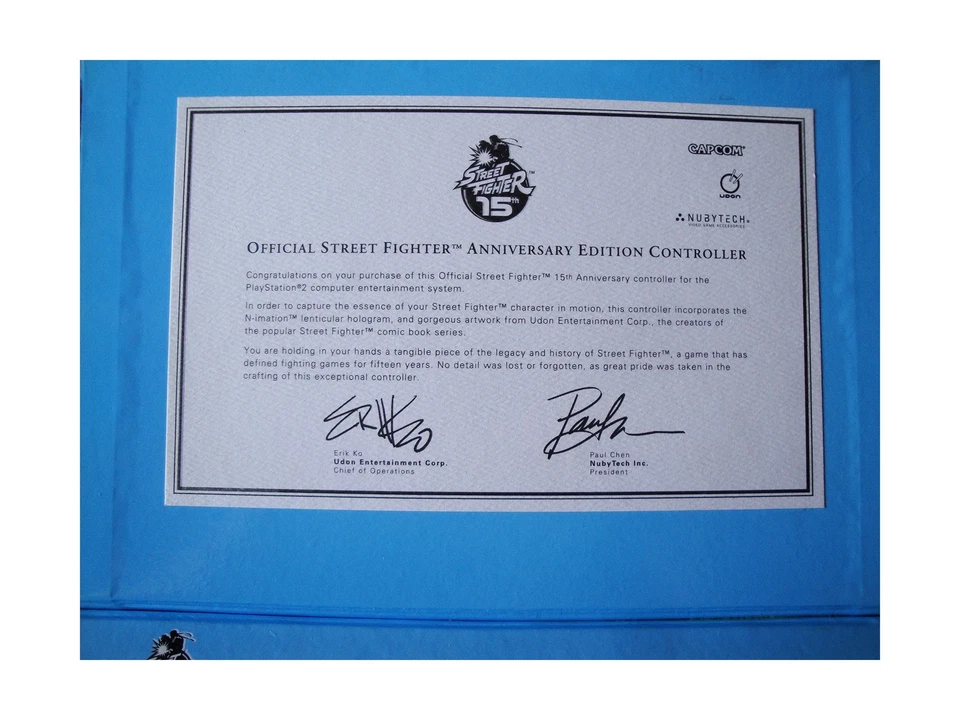 STREET
FIGHTER™
15th
CAPCOM®
UDON
NUBYTECH®
VIDEO GAME ACCESSORIES
OFFICIAL STREET FIGHTER™ ANNIVERSARY EDITION CONTROLLER
Congratulations on your purchase of this Official Street Fighter™ 15th Anniversary controller for the
PlayStation®2 computer entertainment system.
In order to capture the essence of your Street Fighter™ character in motion, this controller incorporates the
N-imation™ lenticular hologram, and gorgeous artwork from Udon Entertainment Corp., the creators of
the popular Street Fighter™ comic book series.
You are holding in your hands a tangible piece of the legacy and history of Street Fighter™, a game that has
defined fighting games for fifteen years. No detail was lost or forgotten, as great pride was taken in the
crafting of this exceptional controller.
Erik Ko
Udon Entertainment Corp.
Chief of Operations
Paul Chen
NubyTech Inc.
President